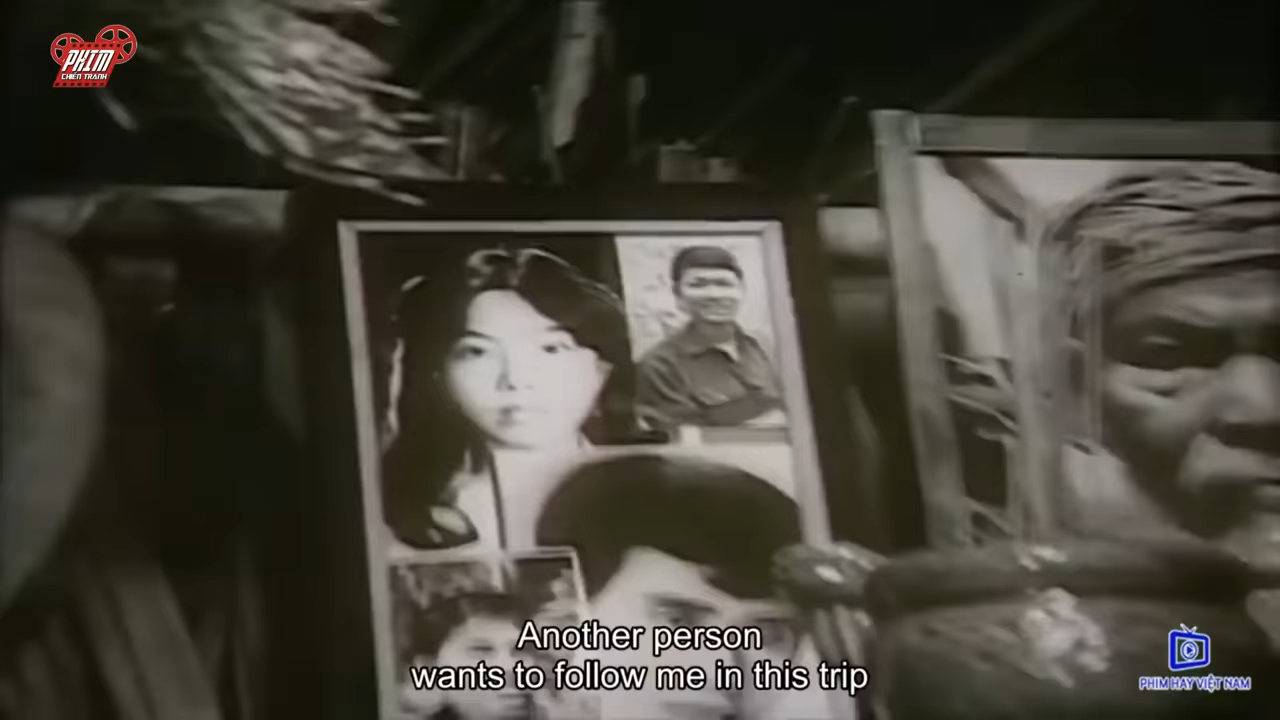 PHIM
CHIẾN TRANH
Another person
wants to follow me in this trip
PHIM HAY VIỆT NAM